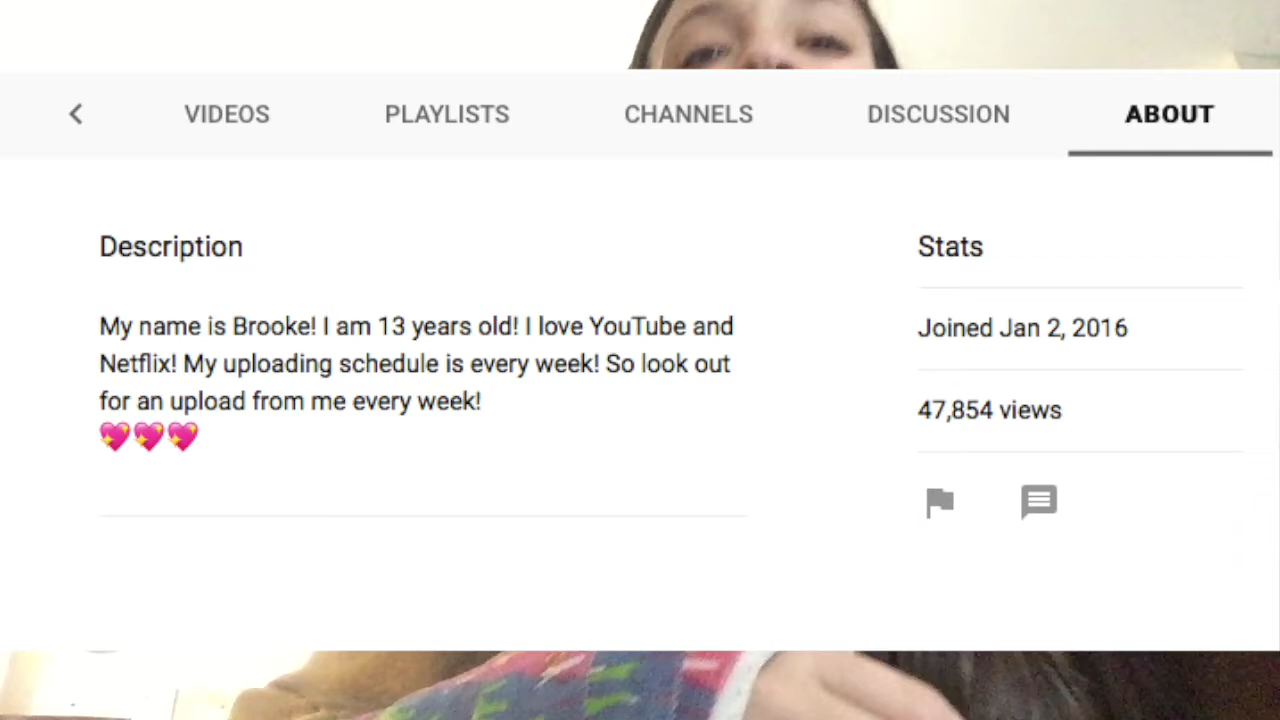 VIDEOS PLAYLISTS CHANNELS DISCUSSION ABOUT
Description
My name is Brooke! I am 13 years old! I love YouTube and
Netflix! My uploading schedule is every week! So look out
for an upload from me every week!
💖💖💖
Stats
Joined Jan 2, 2016
47,854 views